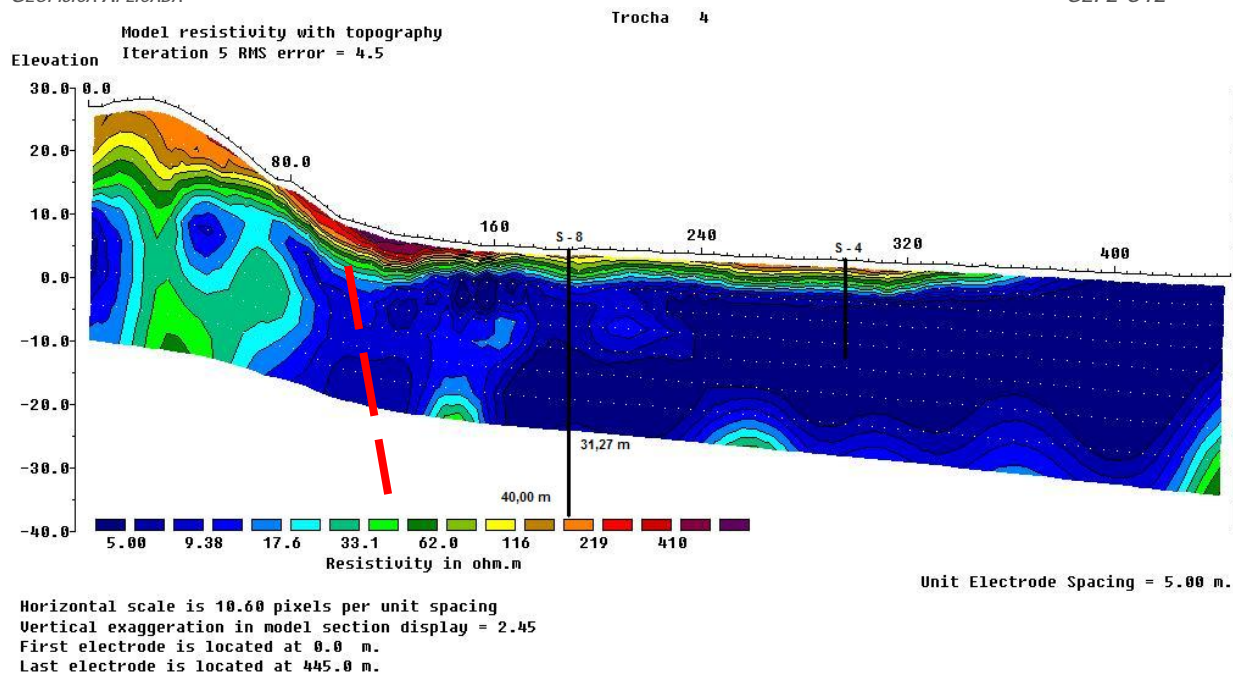 Trocha 4
Model resistivity with topography
Iteration 5 RMS error = 4.5
Elevation
30.0
0.0
20.0
80.0
10.0
160
S - 8
240
S - 4
320
400
0.0
-10.0
-20.0
31,27 m
-30.0
40,00 m
-40.0
5.00 9.38 17.6 33.1 62.0 116 219 410
Resistivity in ohm.m
Unit Electrode Spacing = 5.00 m.
Horizontal scale is 10.60 pixels per unit spacing
Vertical exaggeration in model section display = 2.45
First electrode is located at 0.0 m.
Last electrode is located at 445.0 m.